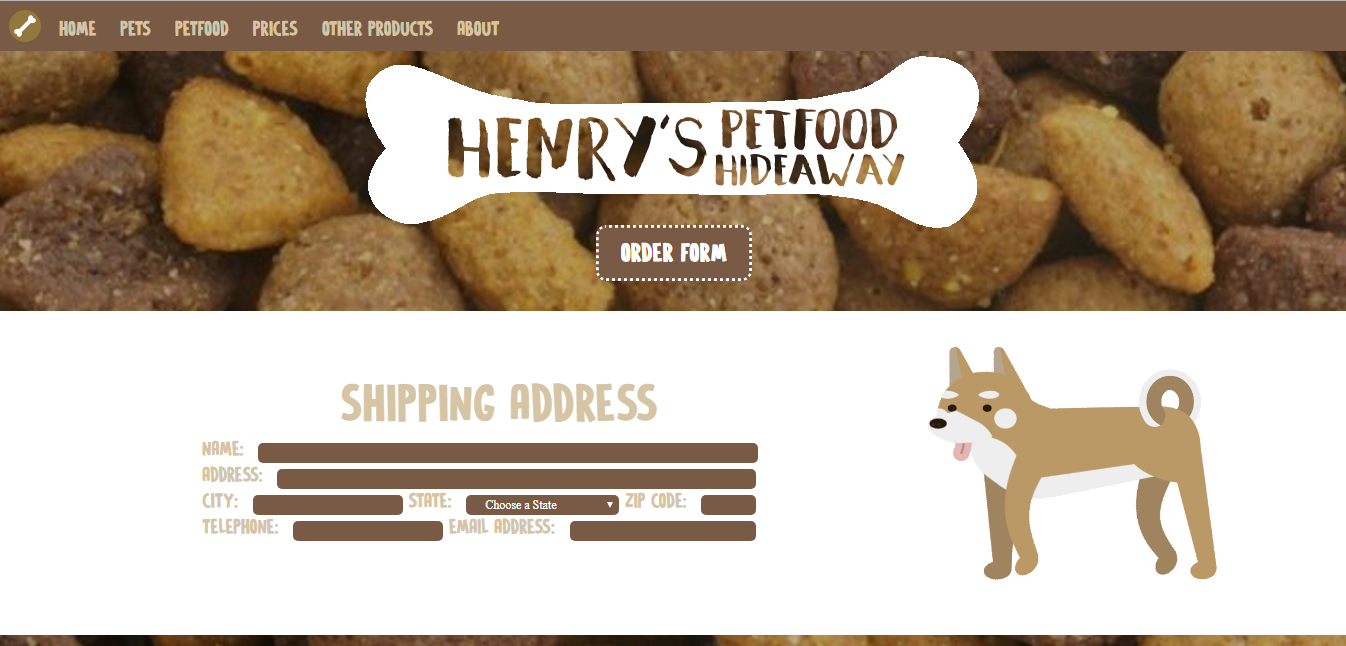 HOME PETS PETFOOD PRICES OTHER PRODUCTS ABOUT
HENRY'S PETFOOD HIDEAWAY
ORDER FORM
SHIPPING ADDRESS
NAME:
ADDRESS:
CITY: STATE: Choose a State ZIP CODE:
TELEPHONE: EMAIL ADDRESS: